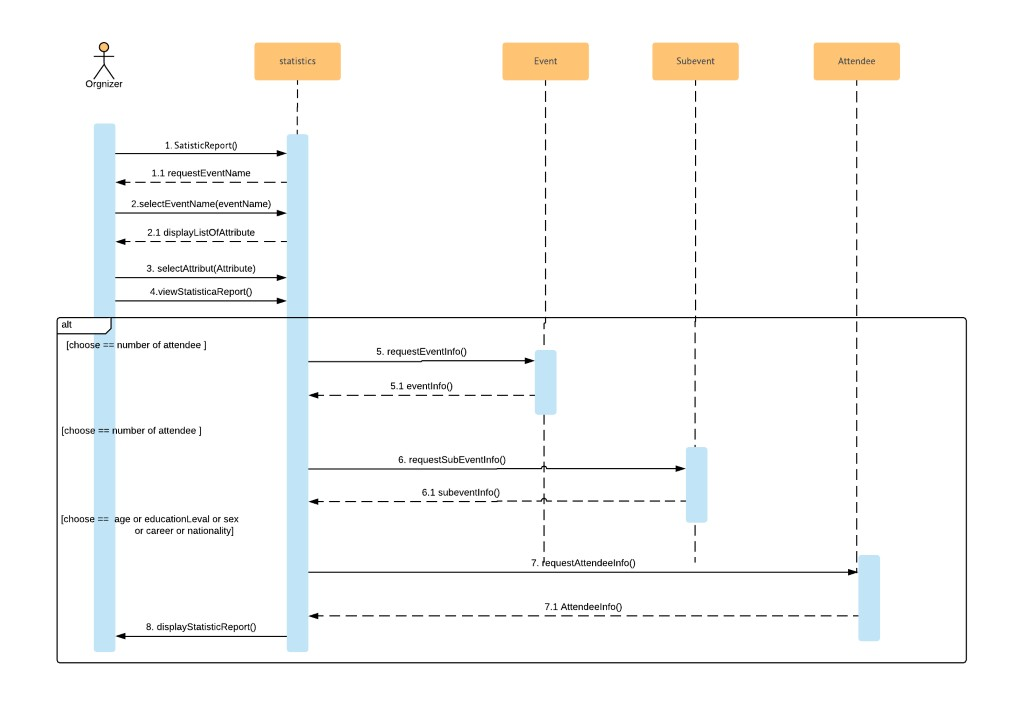 Orgnizer
statistics
Event
Subevent
Attendee
1. SatisticReport()
1.1 requestEventName
2.selectEventName(eventName)
2.1 displayListOfAttribute
3. selectAttribut(Attribute)
4.viewStatisticaReport()
alt
[choose == number of attendee ]
5. requestEventInfo()
5.1 eventInfo()
[choose == number of attendee ]
6. requestSubEventInfo()
6.1 subeventInfo()
[choose == age or educationLeval or sex
or career or nationality]
7. requestAttendeeInfo()
7.1 AttendeeInfo()
8. displayStatisticReport()